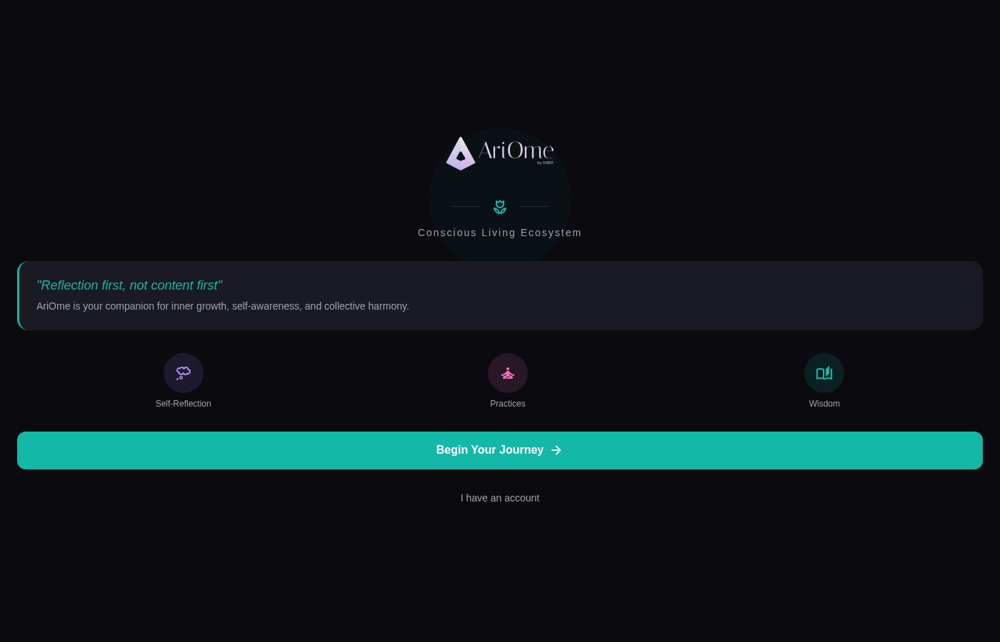 AriOme
by CNESS
Conscious Living Ecosystem
"Reflection first, not content first"
AriOme is your companion for inner growth, self-awareness, and collective harmony.
Self-Reflection
Practices
Wisdom
Begin Your Journey
I have an account